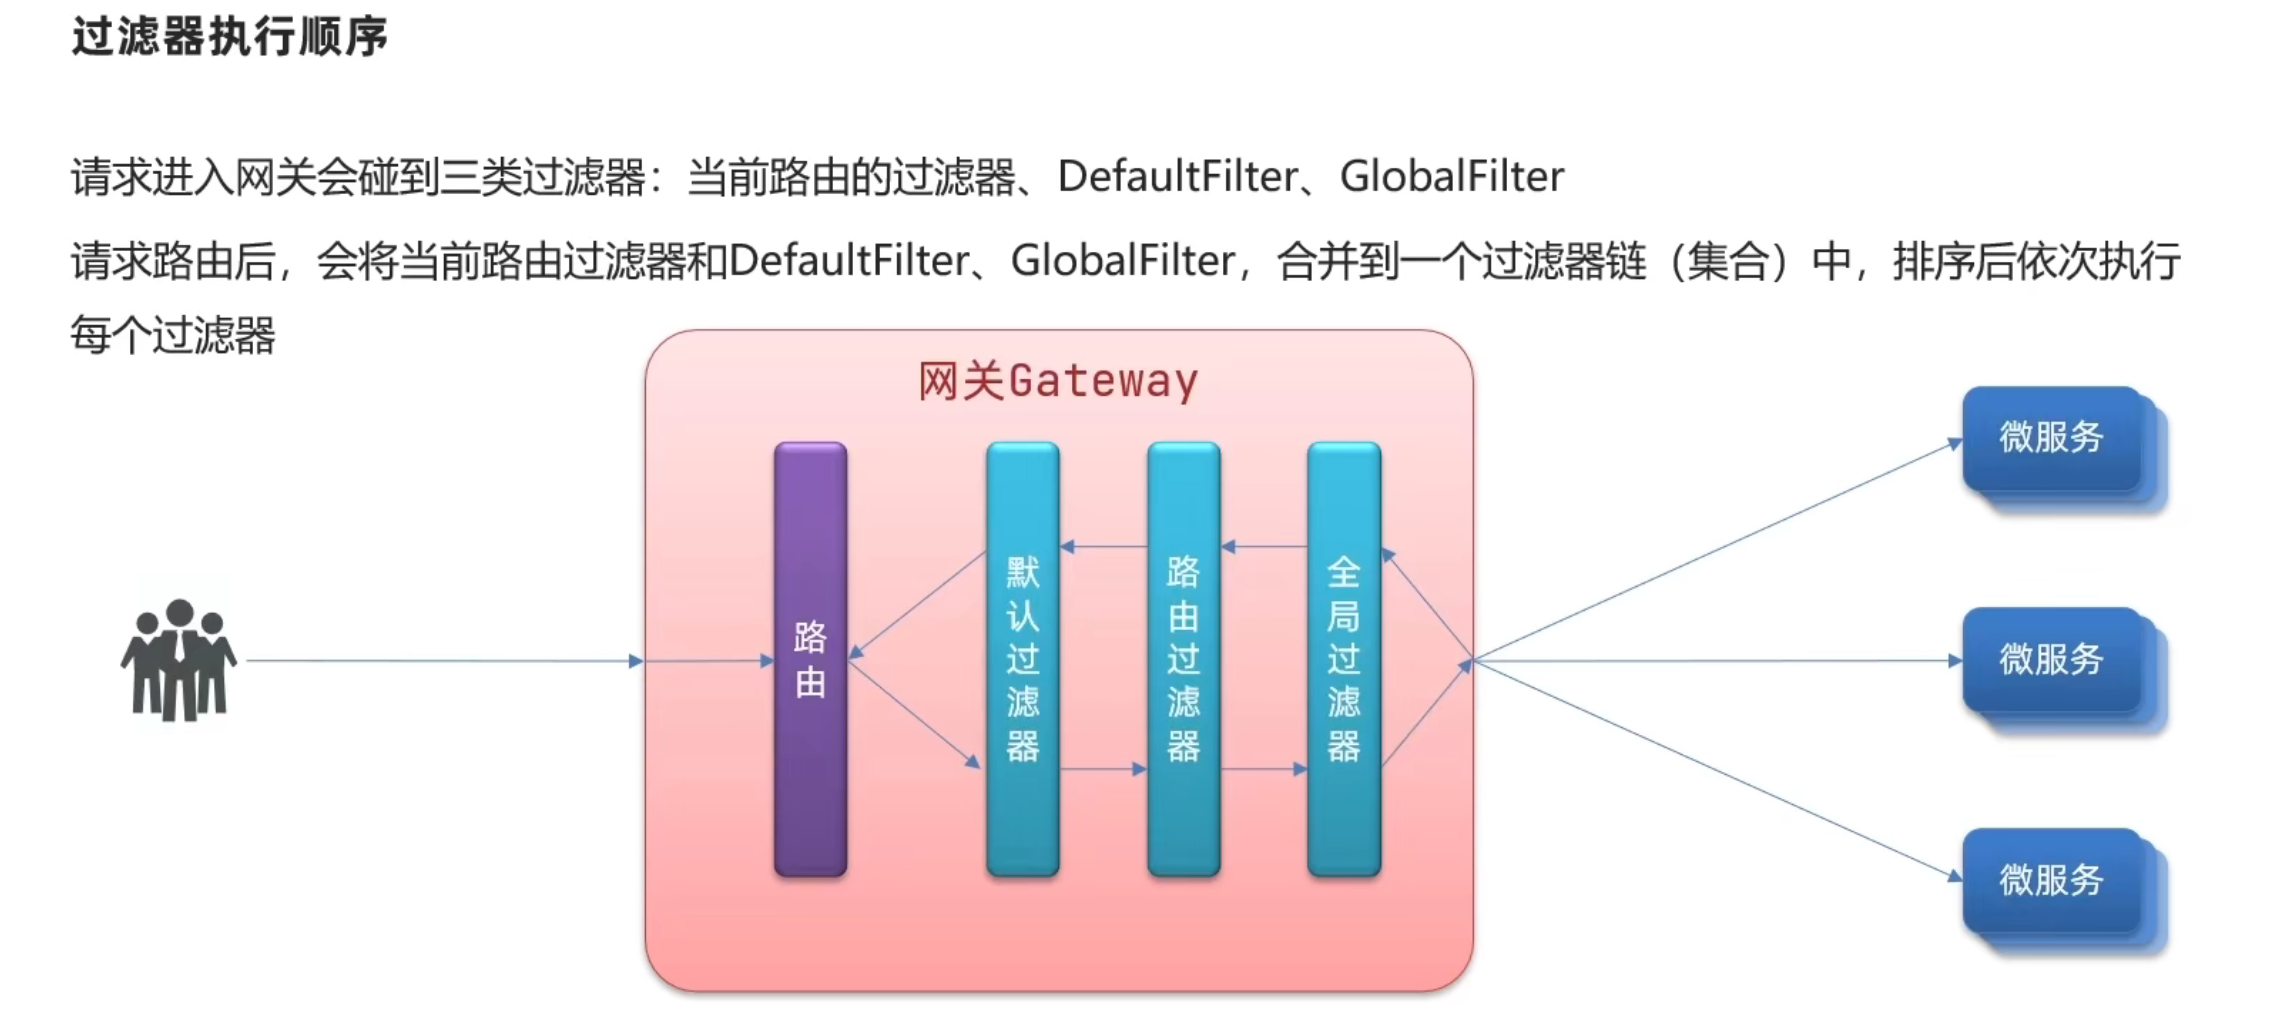 过滤器执行顺序
请求进入网关会碰到三类过滤器：当前路由的过滤器、DefaultFilter、GlobalFilter
请求路由后，会将当前路由过滤器和DefaultFilter、GlobalFilter，合并到一个过滤器链（集合）中，排序后依次执行
每个过滤器
网关Gateway
路由
默认过滤器
路由过滤器
全局过滤器
微服务
微服务
微服务